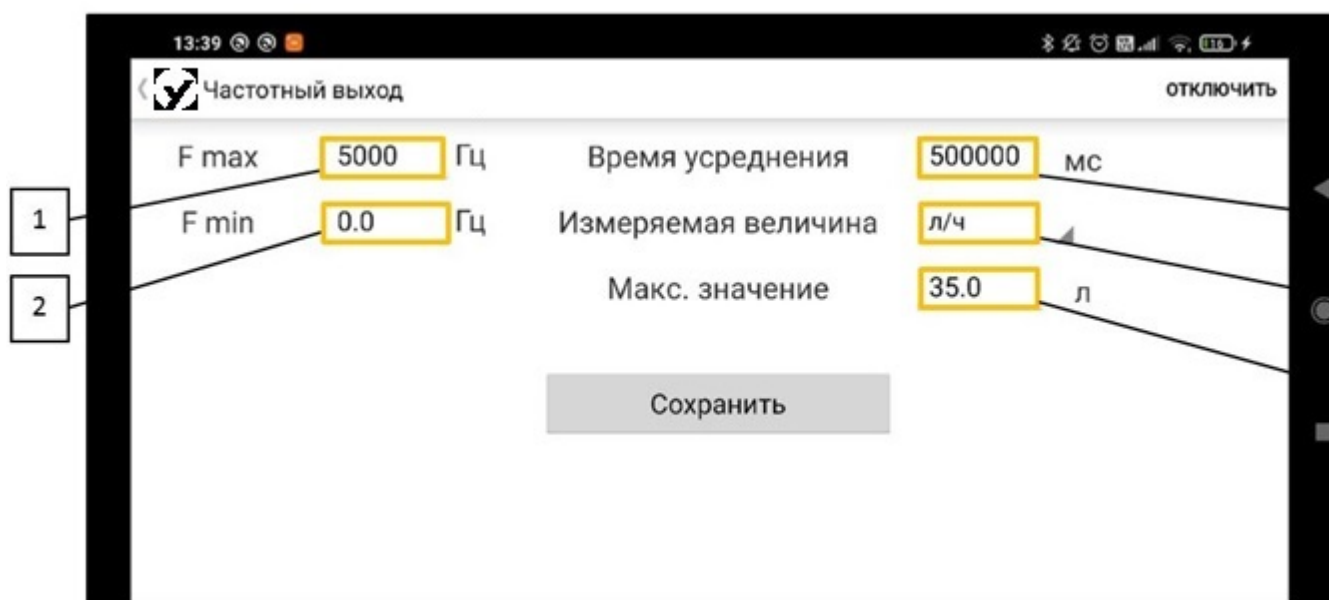 13:39
16
Частотный выход
ОТКЛЮЧИТЬ
F max 5000 Гц Время усреднения 500000 мс
1
F min 0.0 Гц Измеряемая величина л/ч
2
Макс. значение 35.0 л
Сохранить